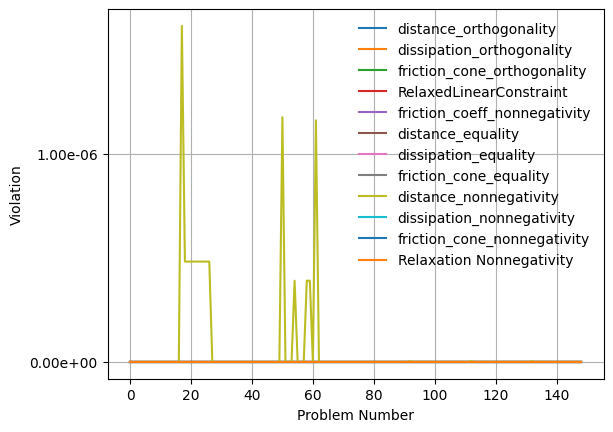 distance_orthogonality
dissipation_orthogonality
friction_cone_orthogonality
RelaxedLinearConstraint
friction_coeff_nonnegativity
distance_equality
dissipation_equality
friction_cone_equality
distance_nonnegativity
dissipation_nonnegativity
friction_cone_nonnegativity
Relaxation Nonnegativity
1.00e-06
Violation
0.00e+00
0 20 40 60 80 100 120 140
Problem Number